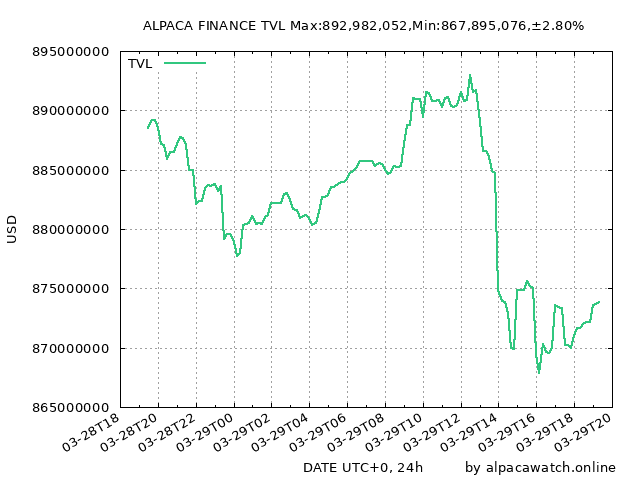 ALPACA FINANCE TVL Max:892,982,052,Min:867,895,076,±2.80%
895000000
TVL
890000000
885000000
880000000
875000000
870000000
865000000
USD
03-28T18
03-28T20
03-28T22
03-29T00
03-29T02
03-29T04
03-29T06
03-29T08
03-29T10
03-29T12
03-29T14
03-29T16
03-29T18
03-29T20
DATE UTC+0, 24h
by alpacawatch.online